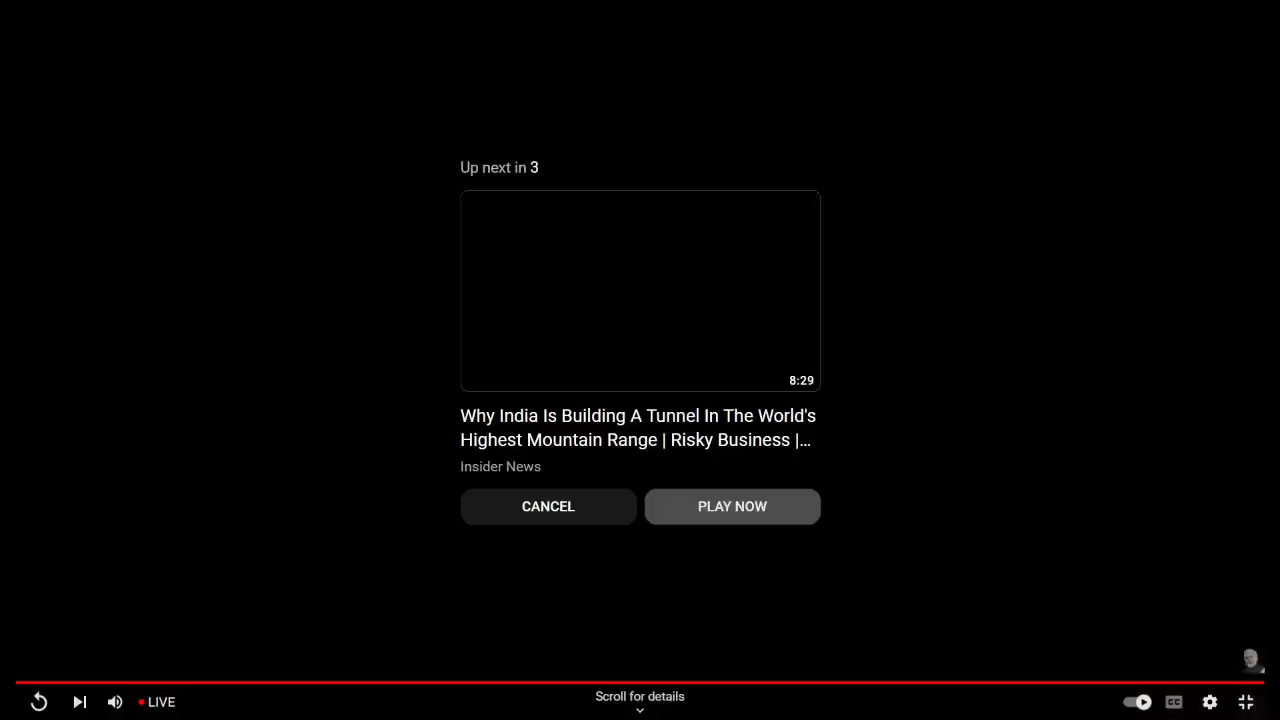 Up next in 3
8:29
Why India Is Building A Tunnel In The World's
Highest Mountain Range | Risky Business |...
Insider News
CANCEL
PLAY NOW
LIVE
Scroll for details
CC